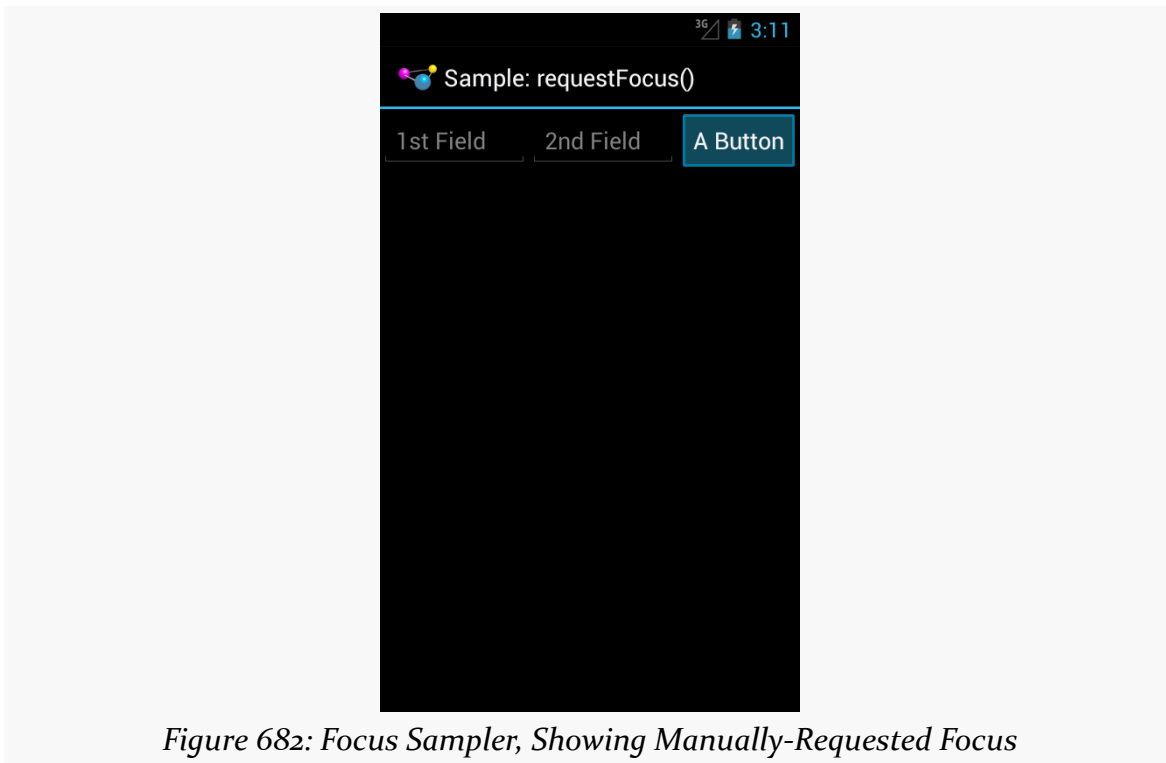 3G 3:11
Sample: requestFocus()
1st Field 2nd Field A Button
Figure 682: Focus Sampler, Showing Manually-Requested Focus